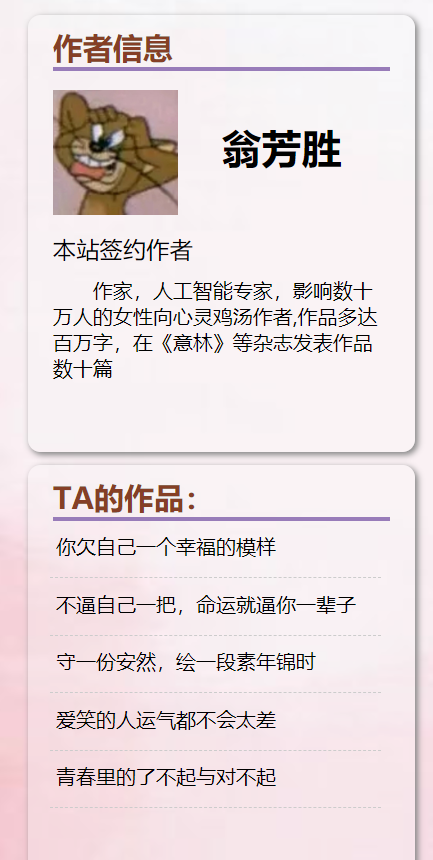 作者信息
翁芳胜
本站签约作者
作家，人工智能专家，影响数十
万人的女性向心灵鸡汤作者,作品多达
百万字，在《意林》等杂志发表作品
数十篇
TA的作品：
你欠自己一个幸福的模样
不逼自己一把，命运就逼你一辈子
守一份安然，绘一段素年锦时
爱笑的人运气都不会太差
青春里的了不起与对不起